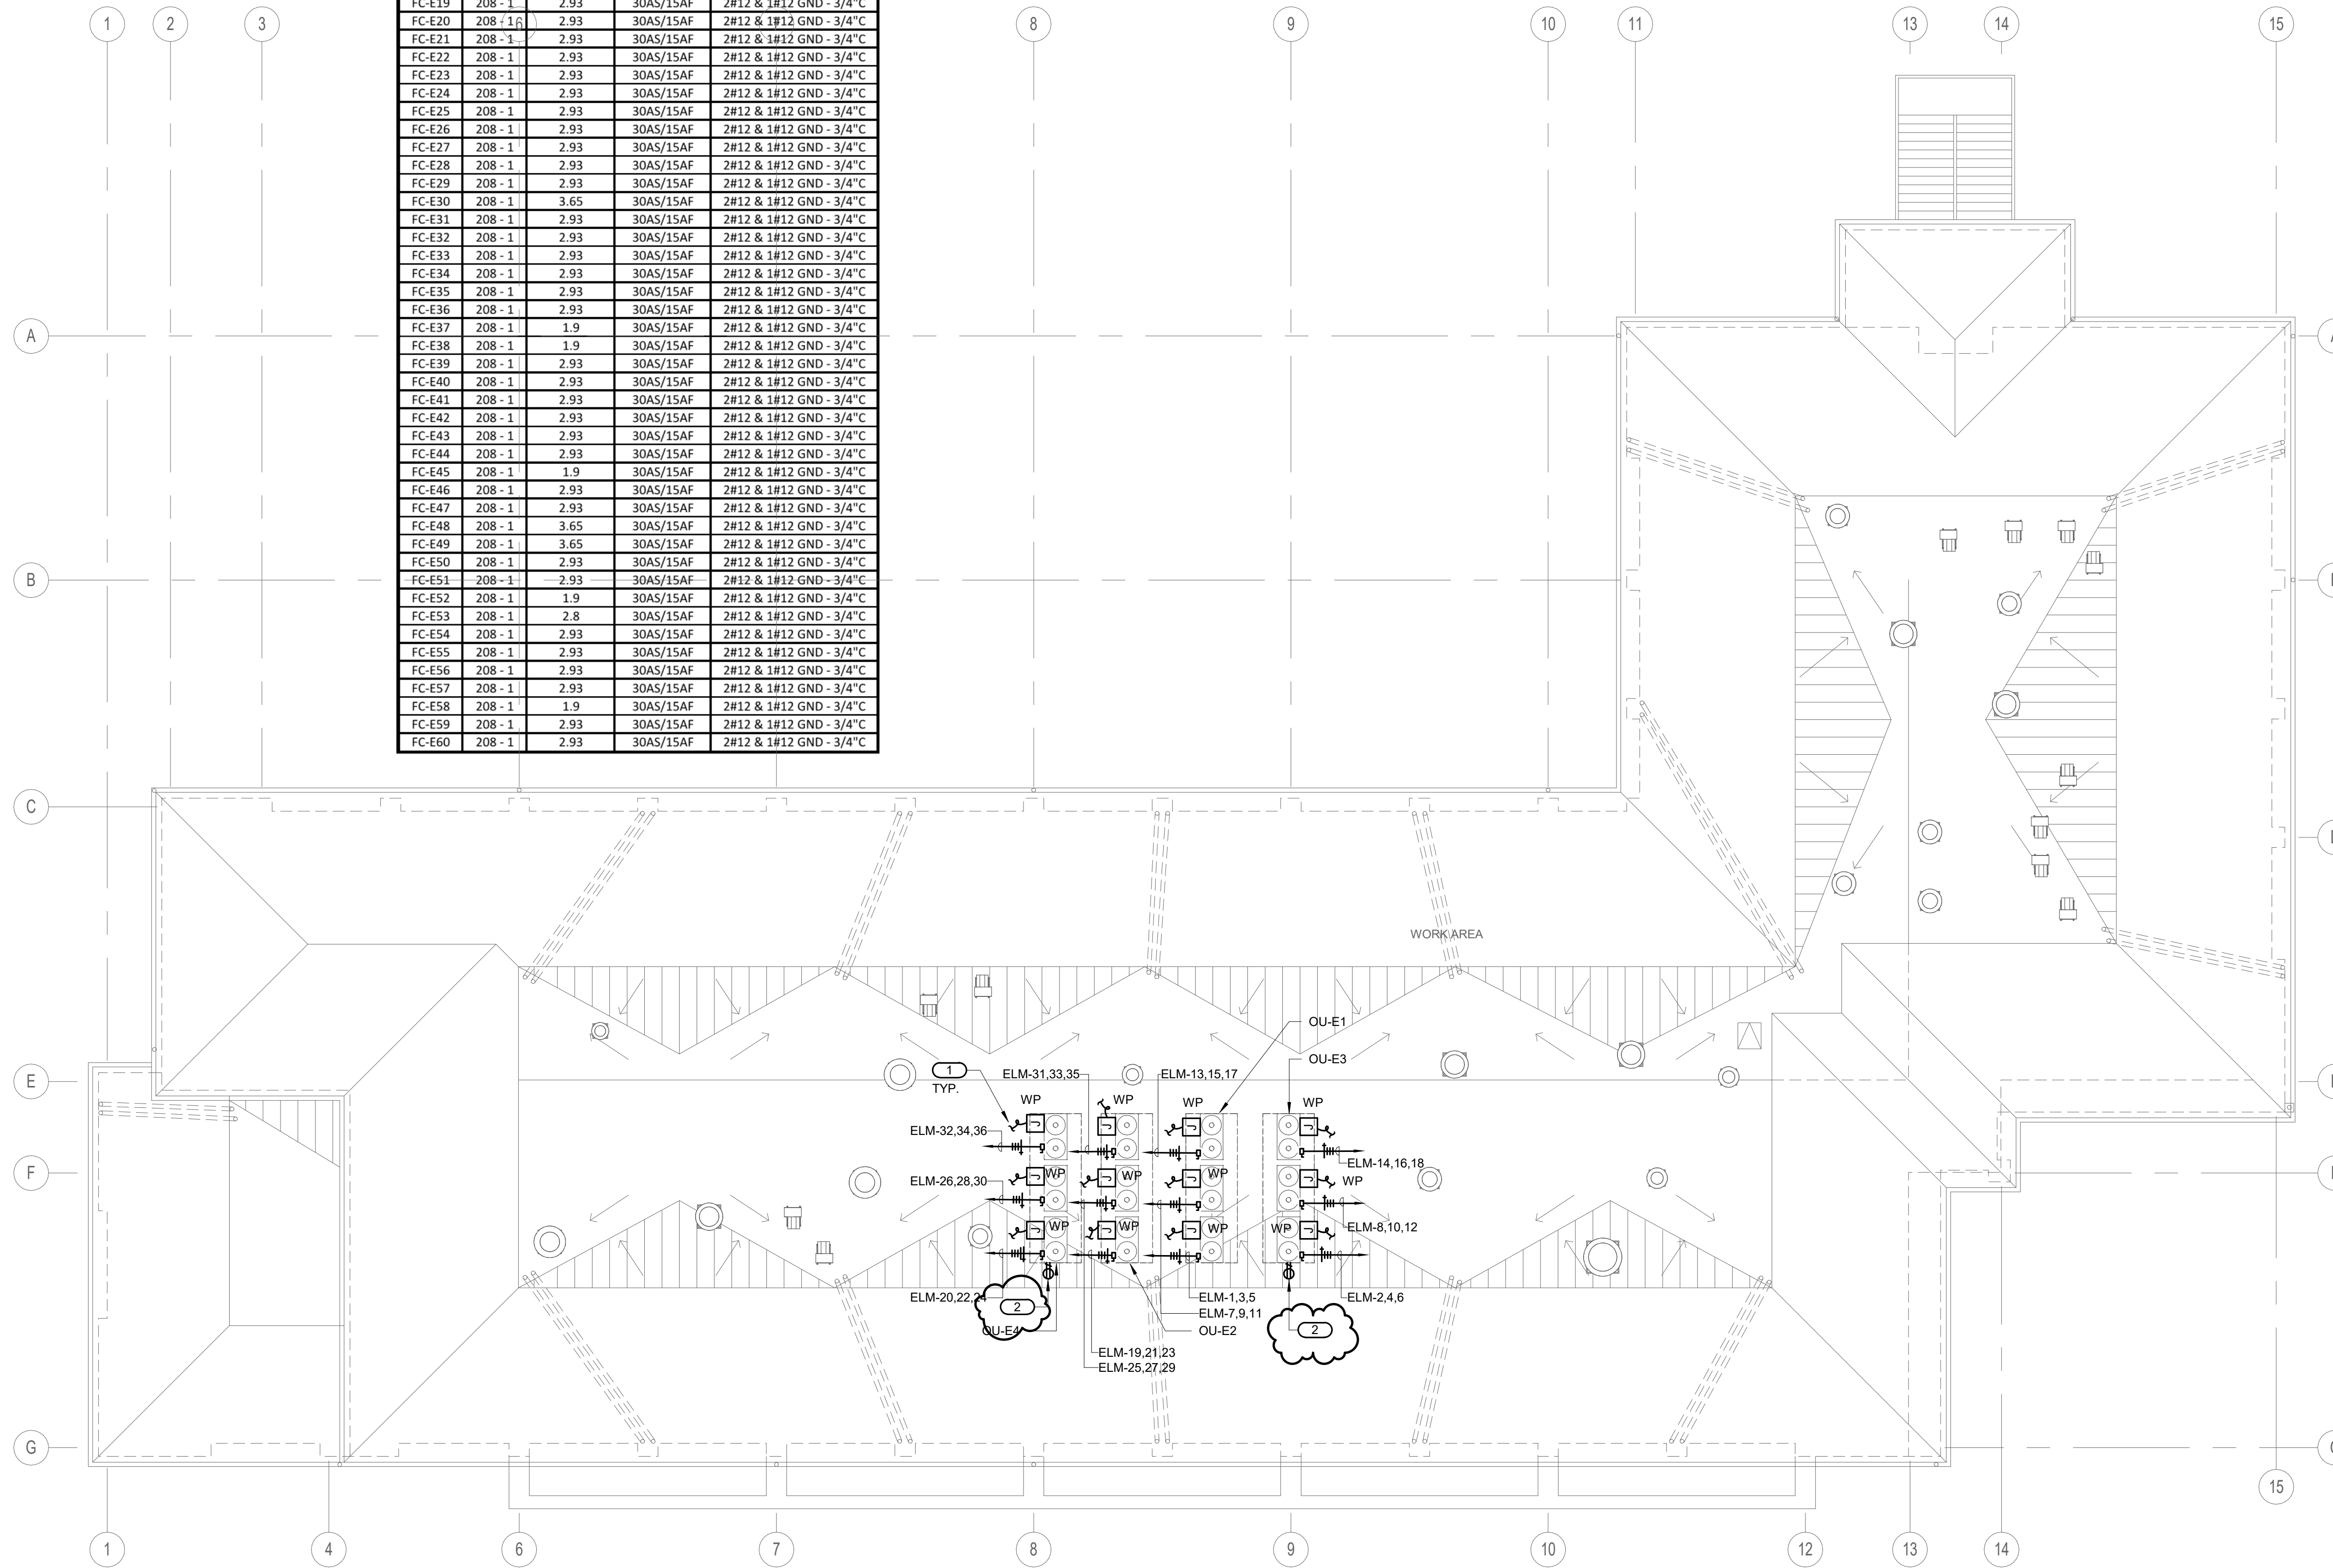 FC-E19 208 - 1 2.93 30AS/15AF 2#12 & 1#12 GND - 3/4"C
FC-E20 208 - 1 2.93 30AS/15AF 2#12 & 1#12 GND - 3/4"C
FC-E21 208 - 1 2.93 30AS/15AF 2#12 & 1#12 GND - 3/4"C
FC-E22 208 - 1 2.93 30AS/15AF 2#12 & 1#12 GND - 3/4"C
FC-E23 208 - 1 2.93 30AS/15AF 2#12 & 1#12 GND - 3/4"C
FC-E24 208 - 1 2.93 30AS/15AF 2#12 & 1#12 GND - 3/4"C
FC-E25 208 - 1 2.93 30AS/15AF 2#12 & 1#12 GND - 3/4"C
FC-E26 208 - 1 2.93 30AS/15AF 2#12 & 1#12 GND - 3/4"C
FC-E27 208 - 1 2.93 30AS/15AF 2#12 & 1#12 GND - 3/4"C
FC-E28 208 - 1 2.93 30AS/15AF 2#12 & 1#12 GND - 3/4"C
FC-E29 208 - 1 2.93 30AS/15AF 2#12 & 1#12 GND - 3/4"C
FC-E30 208 - 1 3.65 30AS/15AF 2#12 & 1#12 GND - 3/4"C
FC-E31 208 - 1 2.93 30AS/15AF 2#12 & 1#12 GND - 3/4"C
FC-E32 208 - 1 2.93 30AS/15AF 2#12 & 1#12 GND - 3/4"C
FC-E33 208 - 1 2.93 30AS/15AF 2#12 & 1#12 GND - 3/4"C
FC-E34 208 - 1 2.93 30AS/15AF 2#12 & 1#12 GND - 3/4"C
FC-E35 208 - 1 2.93 30AS/15AF 2#12 & 1#12 GND - 3/4"C
FC-E36 208 - 1 2.93 30AS/15AF 2#12 & 1#12 GND - 3/4"C
FC-E37 208 - 1 1.9 30AS/15AF 2#12 & 1#12 GND - 3/4"C
FC-E38 208 - 1 1.9 30AS/15AF 2#12 & 1#12 GND - 3/4"C
FC-E39 208 - 1 2.93 30AS/15AF 2#12 & 1#12 GND - 3/4"C
FC-E40 208 - 1 2.93 30AS/15AF 2#12 & 1#12 GND - 3/4"C
FC-E41 208 - 1 2.93 30AS/15AF 2#12 & 1#12 GND - 3/4"C
FC-E42 208 - 1 2.93 30AS/15AF 2#12 & 1#12 GND - 3/4"C
FC-E43 208 - 1 2.93 30AS/15AF 2#12 & 1#12 GND - 3/4"C
FC-E44 208 - 1 2.93 30AS/15AF 2#12 & 1#12 GND - 3/4"C
FC-E45 208 - 1 1.9 30AS/15AF 2#12 & 1#12 GND - 3/4"C
FC-E46 208 - 1 2.93 30AS/15AF 2#12 & 1#12 GND - 3/4"C
FC-E47 208 - 1 2.93 30AS/15AF 2#12 & 1#12 GND - 3/4"C
FC-E48 208 - 1 3.65 30AS/15AF 2#12 & 1#12 GND - 3/4"C
FC-E49 208 - 1 3.65 30AS/15AF 2#12 & 1#12 GND - 3/4"C
FC-E50 208 - 1 2.93 30AS/15AF 2#12 & 1#12 GND - 3/4"C
FC-E51 208 - 1 2.93 30AS/15AF 2#12 & 1#12 GND - 3/4"C
FC-E52 208 - 1 1.9 30AS/15AF 2#12 & 1#12 GND - 3/4"C
FC-E53 208 - 1 2.8 30AS/15AF 2#12 & 1#12 GND - 3/4"C
FC-E54 208 - 1 2.93 30AS/15AF 2#12 & 1#12 GND - 3/4"C
FC-E55 208 - 1 2.93 30AS/15AF 2#12 & 1#12 GND - 3/4"C
FC-E56 208 - 1 2.93 30AS/15AF 2#12 & 1#12 GND - 3/4"C
FC-E57 208 - 1 2.93 30AS/15AF 2#12 & 1#12 GND - 3/4"C
FC-E58 208 - 1 1.9 30AS/15AF 2#12 & 1#12 GND - 3/4"C
FC-E59 208 - 1 2.93 30AS/15AF 2#12 & 1#12 GND - 3/4"C
FC-E60 208 - 1 2.93 30AS/15AF 2#12 & 1#12 GND - 3/4"C
1 2 3 6 8 9 10 11 13 14 15
A
B
C
WORK AREA
OU-E1
OU-E3
E
1
TYP.
ELM-31,33,35
ELM-13,15,17
WP WP WP WP
J J J J
ELM-32,34,36
ELM-14,16,18
F
ELM-26,28,30
J WP J WP J WP J WP
ELM-8,10,12
J WP J WP J WP WP J
ELM-20,22,24
ELM-1,3,5
ELM-2,4,6
2
ELM-7,9,11
OU-E4
OU-E2
2
ELM-19,21,23
ELM-25,27,29
G
15
1 4 6 7 8 9 10 12 13 14